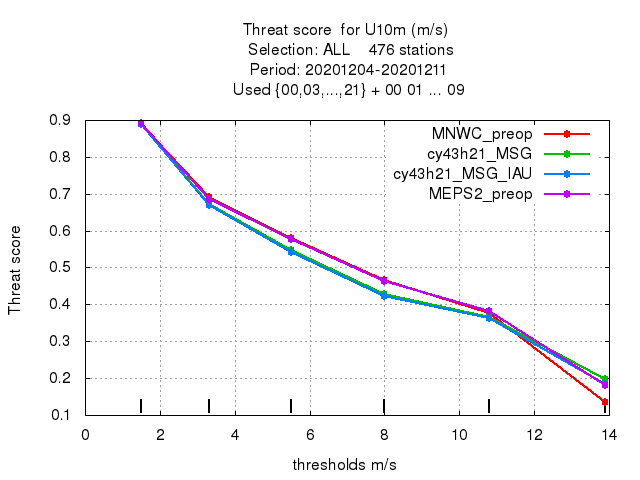 Threat score  for U10m (m/s)
Selection: ALL    476 stations
Period: 20201204-20201211
Used {00,03,...,21} + 00 01 ... 09
MNWC_preop
cy43h21_MSG
cy43h21_MSG_IAU
MEPS2_preop
Threat score
0.9
0.8
0.7
0.6
0.5
0.4
0.3
0.2
0.1
0 2 4 6 8 10 12 14
thresholds m/s